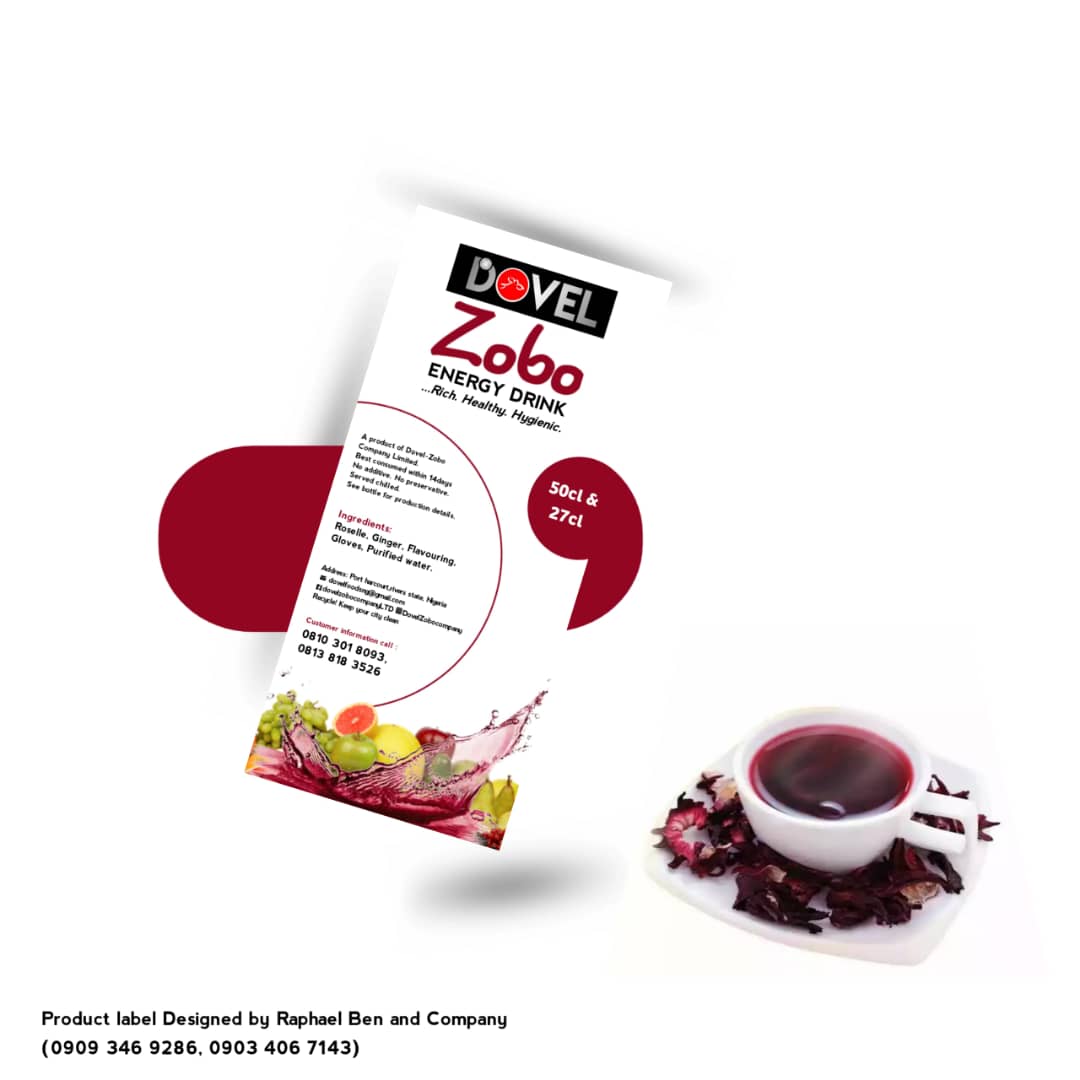 DOVEL
Zobo
ENERGY DRINK
...Rich. Healthy. Hygienic.
A product of Dovel-Zobo
Company Limited.
Best consumed within 14days
No additive. No preservative.
Served chilled.
See bottle for production details.
50cl &
27cl
Ingredients:
Roselle, Ginger, Flavouring,
Gloves, Purified water.
Address: Port harcourt,rivers state, Nigeria
dovelfoodsng@gmail.com
dovelzobocompanyLTD DovelZobocompany
Recycle! Keep your city clean
Customer information call :
0810 301 8093,
0813 818 3526
Product label Designed by Raphael Ben and Company
(0909 346 9286, 0903 406 7143)